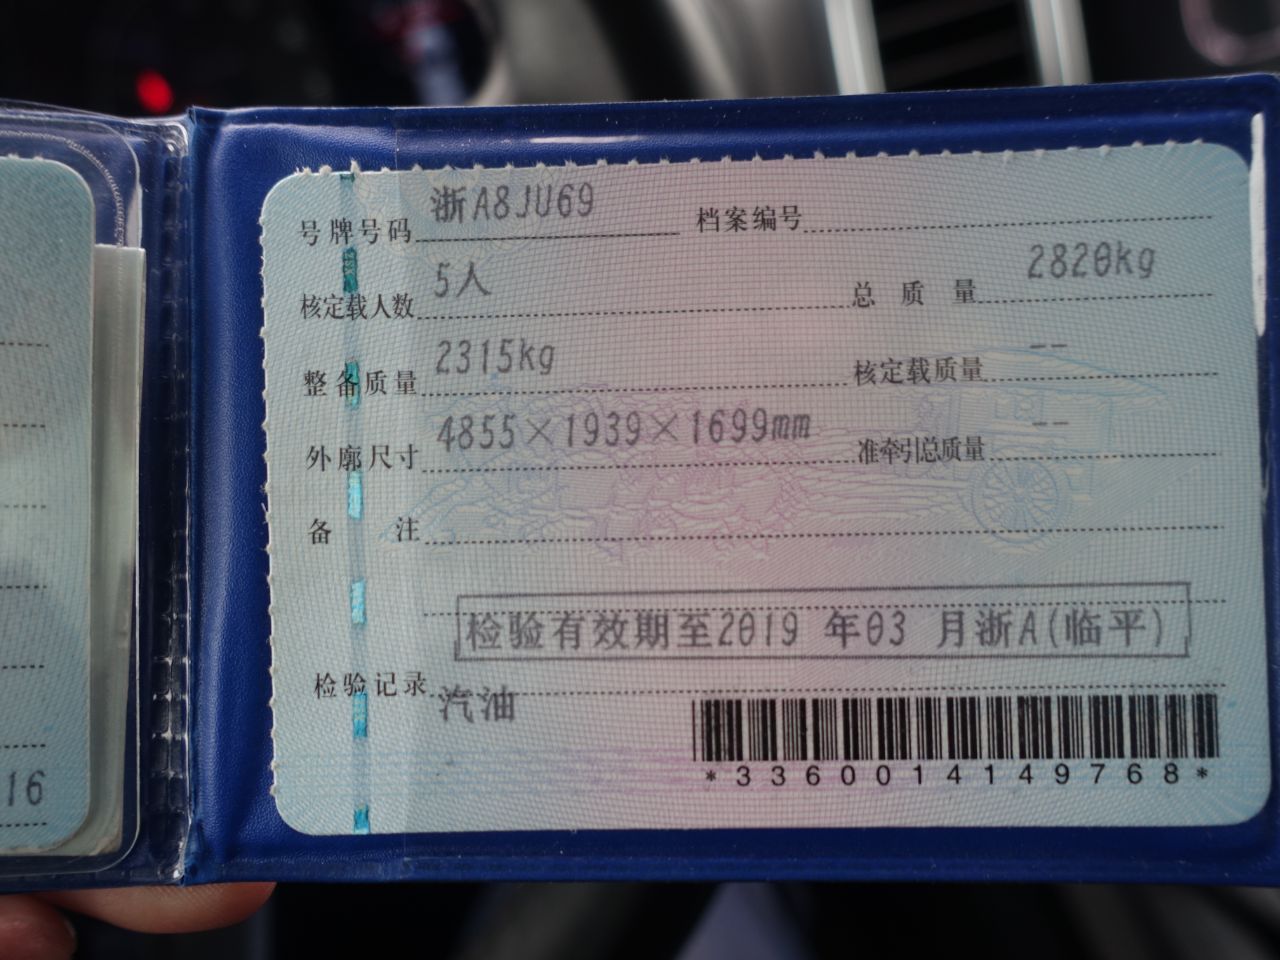 号牌号码 浙A8JU69 档案编号
核定载人数 5人 总质量 2820kg
整备质量 2315kg 核定载质量 --
外廓尺寸 4855×1939×1699mm 准牵引总质量 --
备注
检验有效期至2019 年03 月浙A(临平)
检验记录
汽油
*3360014149768*
16